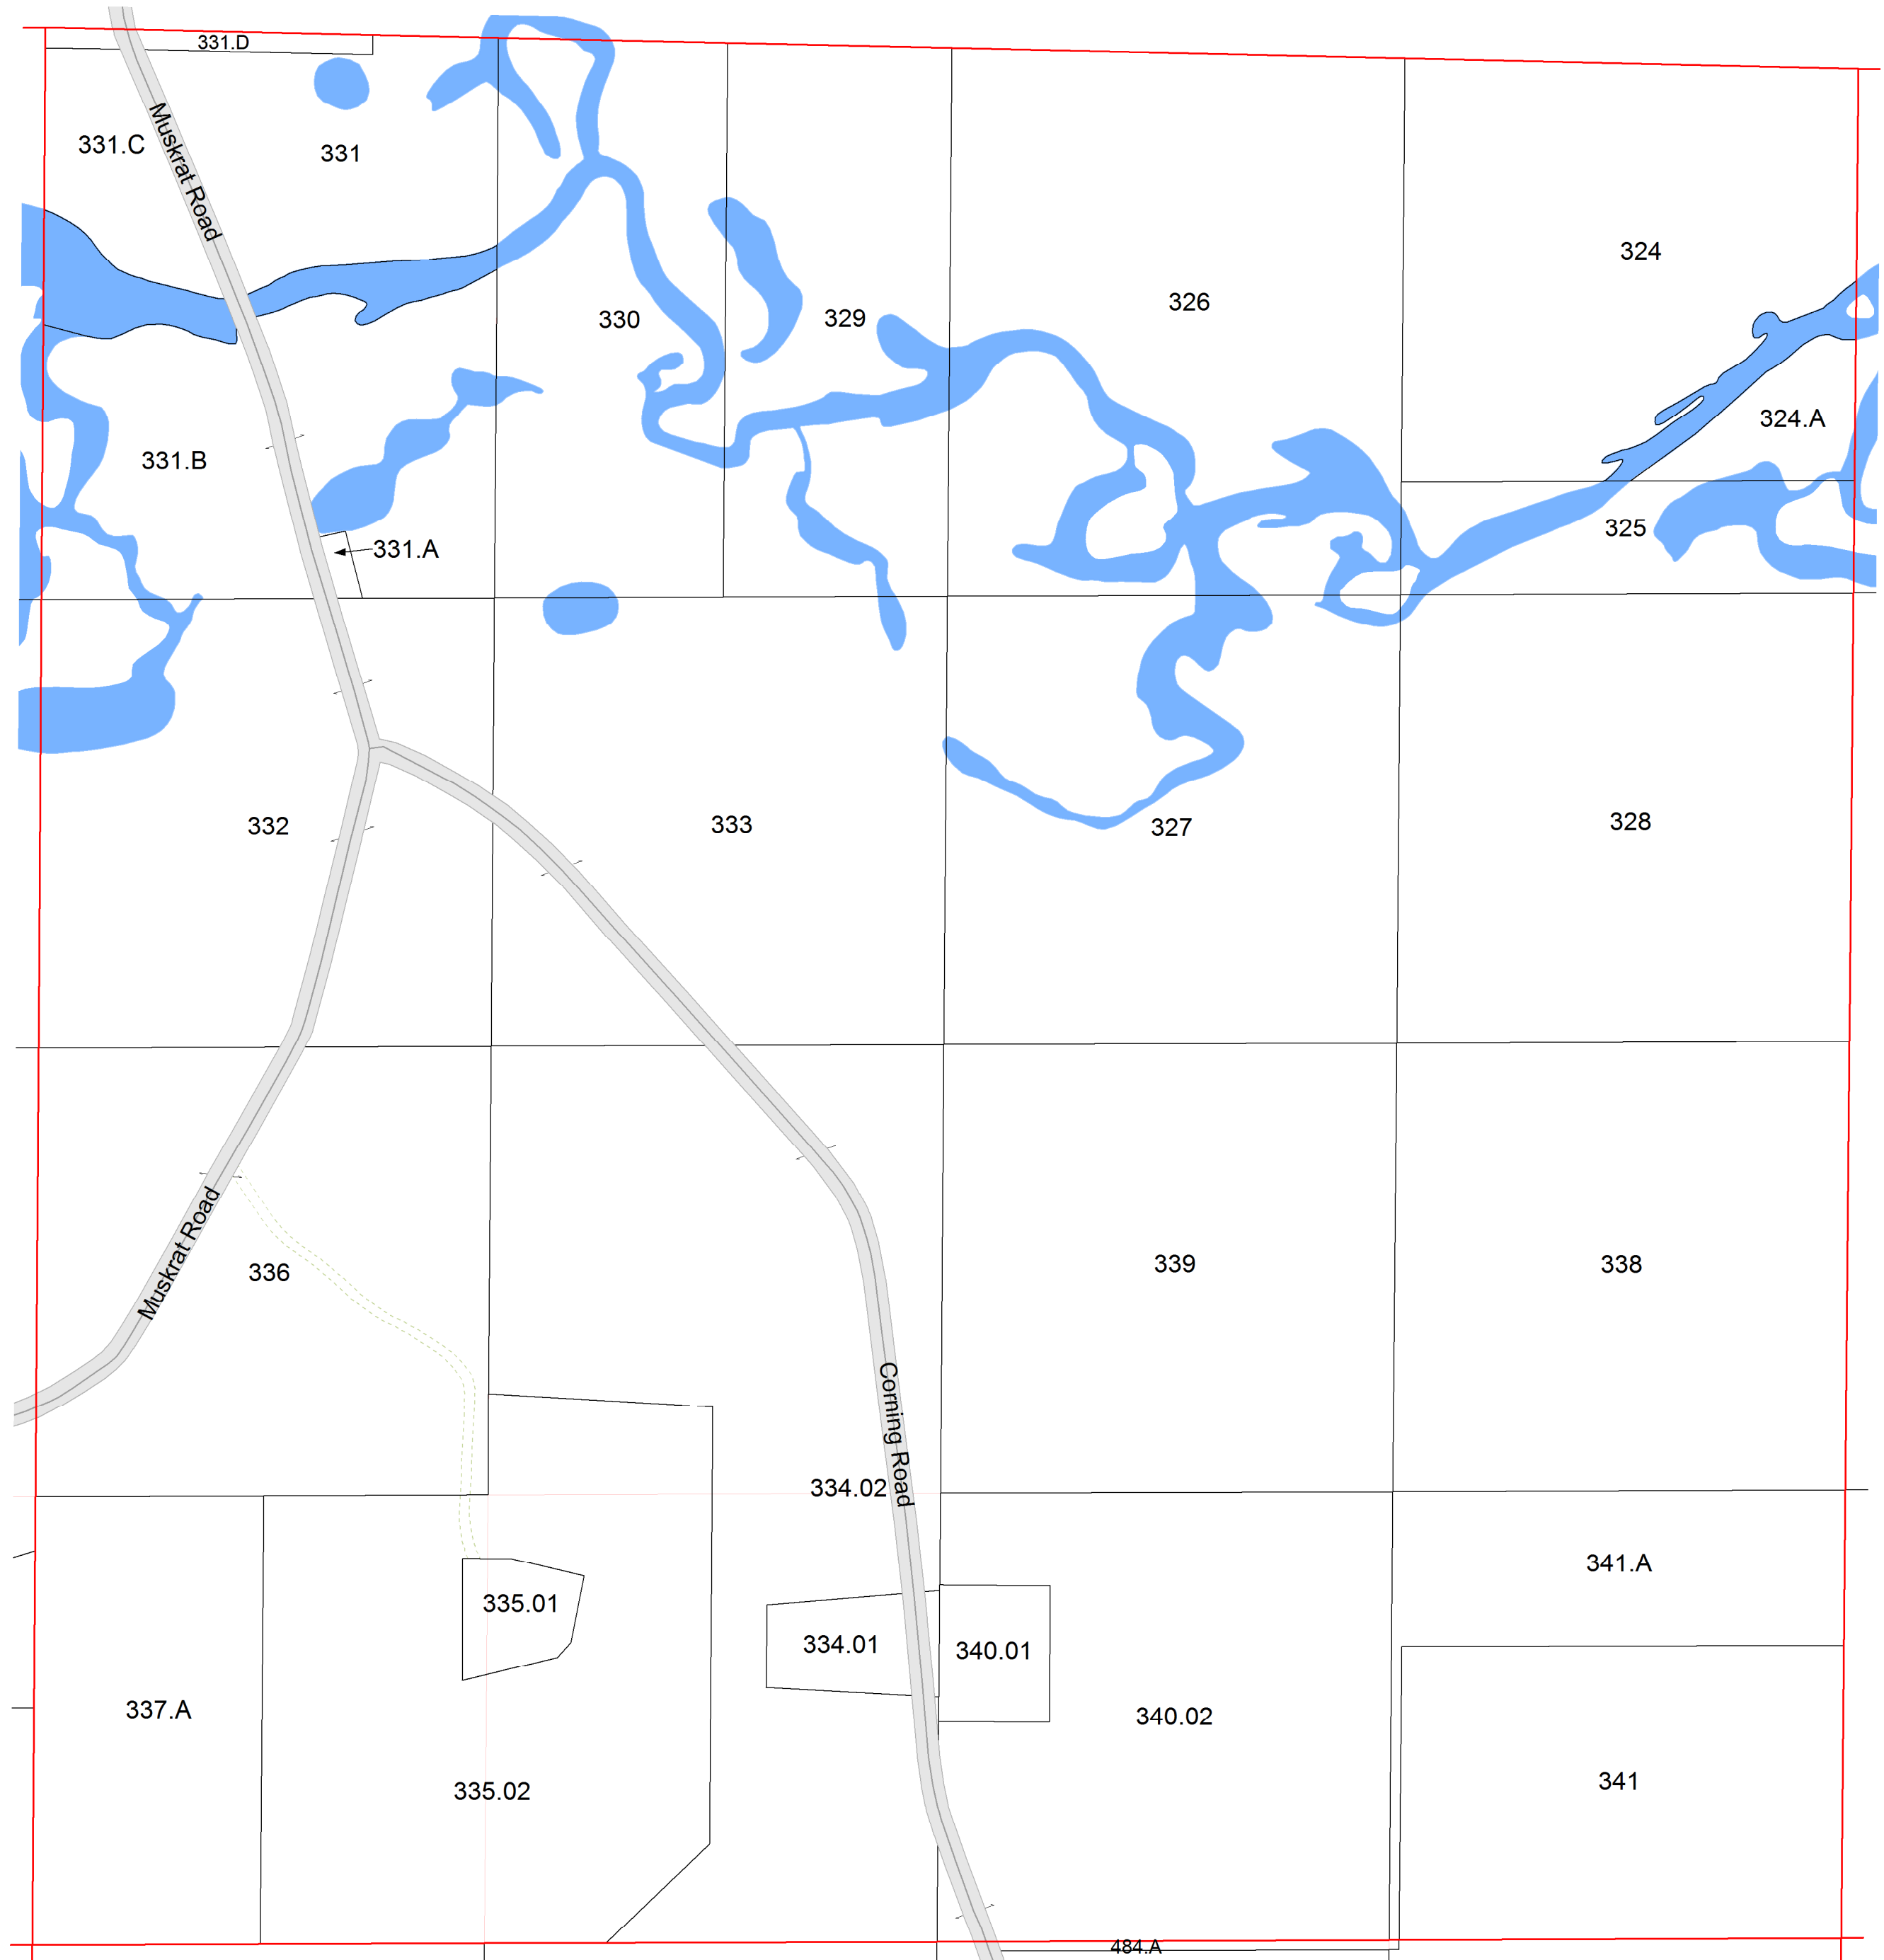 331.D
331.C
Muskrat Road
331
324
326
330
329
324.A
331.B
325
331.A
332
333
327
328
Muskrat Road
336
339
338
Corning Road
334.02
341.A
335.01
334.01
340.01
337.A
340.02
335.02
341
484.A